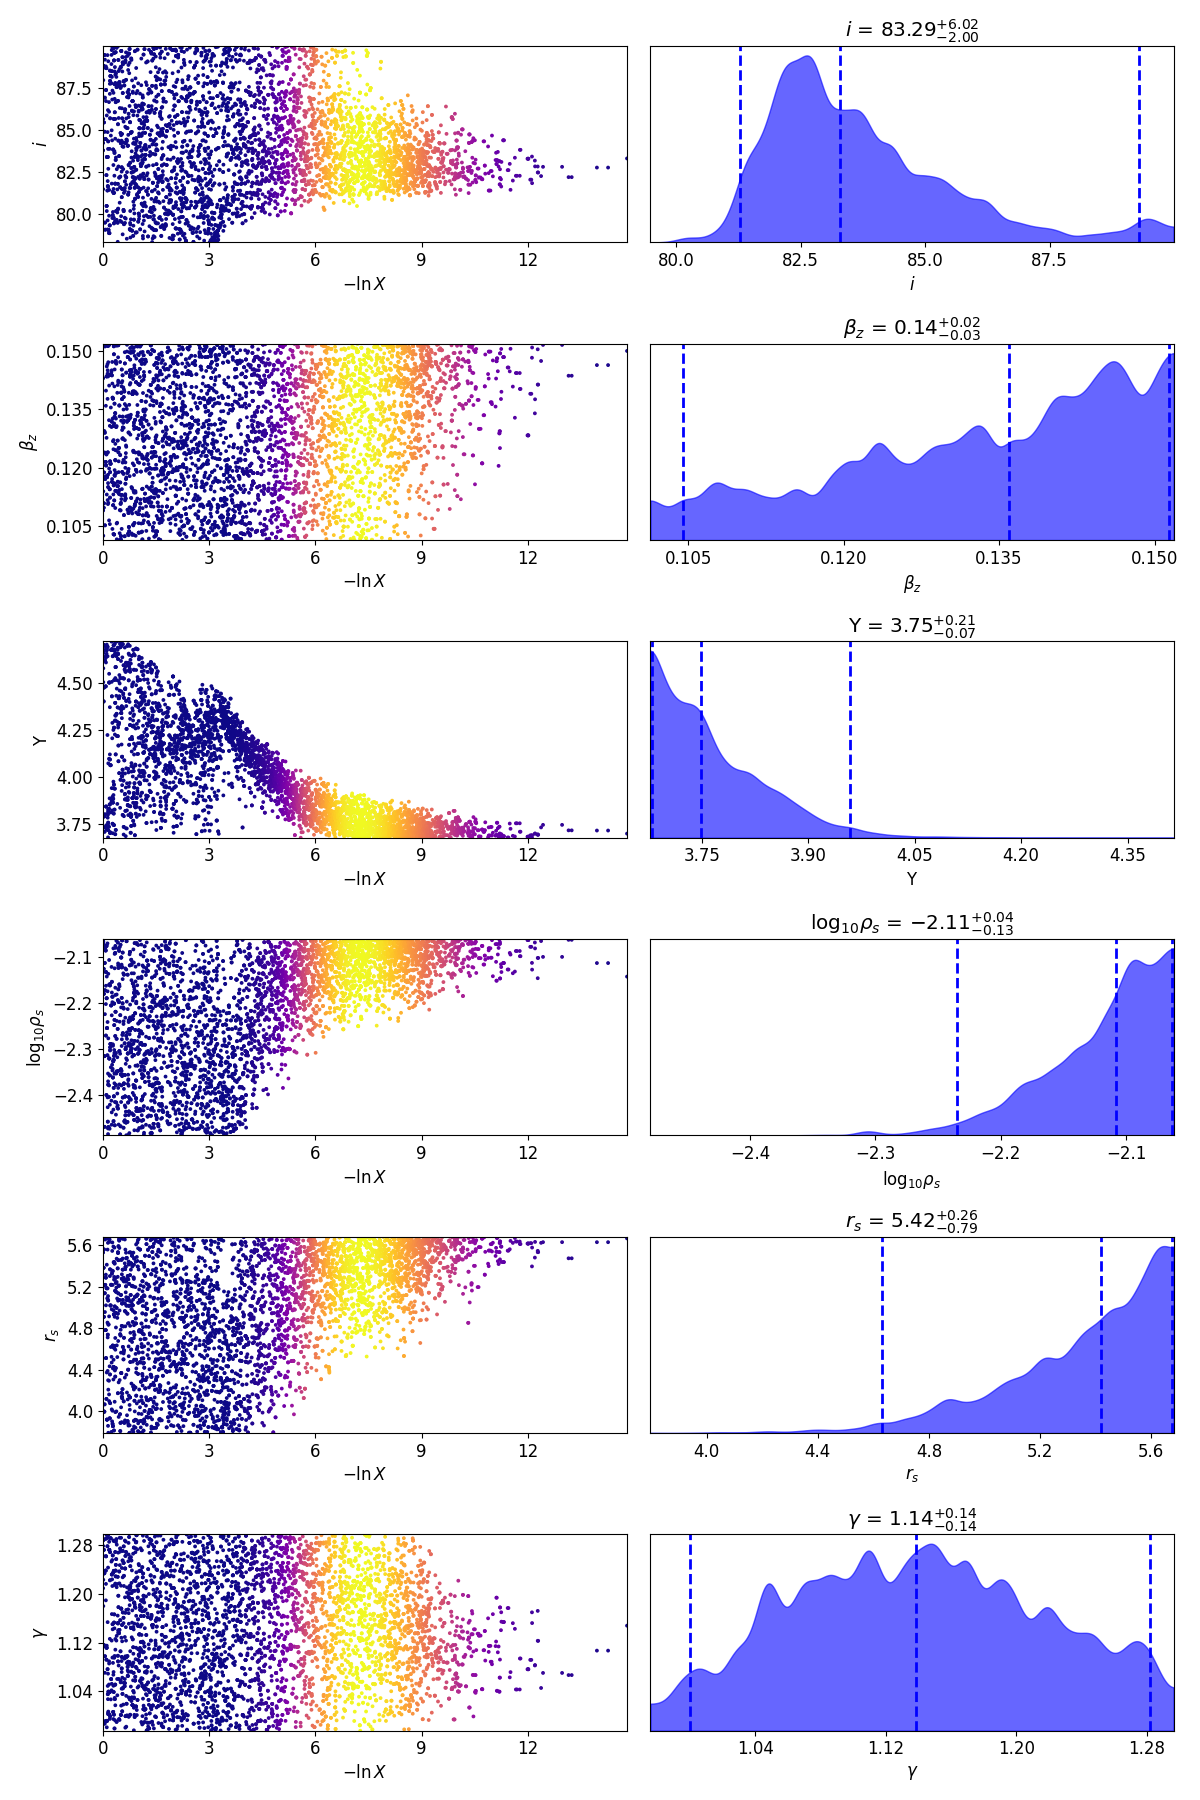 i = 83.29 +6.02 −2.00
87.5
85.0
82.5
80.0
i
0 3 6 9 12
−ln X
80.0 82.5 85.0 87.5
i
β_z = 0.14 +0.02 −0.03
0.150
0.135
0.120
0.105
β_z
0 3 6 9 12
−ln X
0.105 0.120 0.135 0.150
β_z
Y = 3.75 +0.21 −0.07
4.50
4.25
4.00
3.75
Y
0 3 6 9 12
−ln X
3.75 3.90 4.05 4.20 4.35
Y
log₁₀ρ_s = −2.11 +0.04 −0.13
−2.1
−2.2
−2.3
−2.4
log₁₀ρ_s
0 3 6 9 12
−ln X
−2.4 −2.3 −2.2 −2.1
log₁₀ρ_s
r_s = 5.42 +0.26 −0.79
5.6
5.2
4.8
4.4
4.0
r_s
0 3 6 9 12
−ln X
4.0 4.4 4.8 5.2 5.6
r_s
γ = 1.14 +0.14 −0.14
1.28
1.20
1.12
1.04
γ
0 3 6 9 12
−ln X
1.04 1.12 1.20 1.28
γ